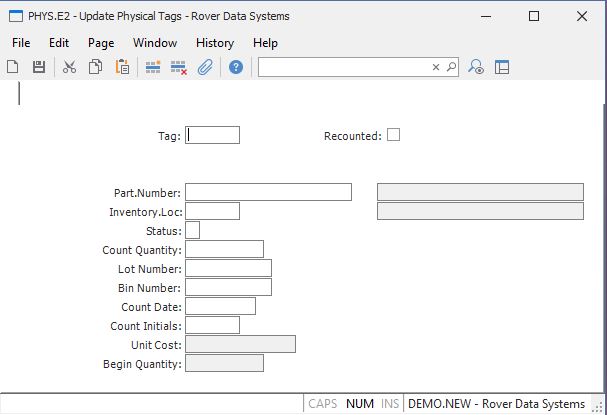 PHYS.E2 - Update Physical Tags - Rover Data Systems
File Edit Page Window History Help
Tag: Recounted:
Part.Number:
Inventory.Loc:
Status:
Count Quantity:
Lot Number:
Bin Number:
Count Date:
Count Initials:
Unit Cost:
Begin Quantity:
CAPS NUM INS DEMO.NEW - Rover Data Systems